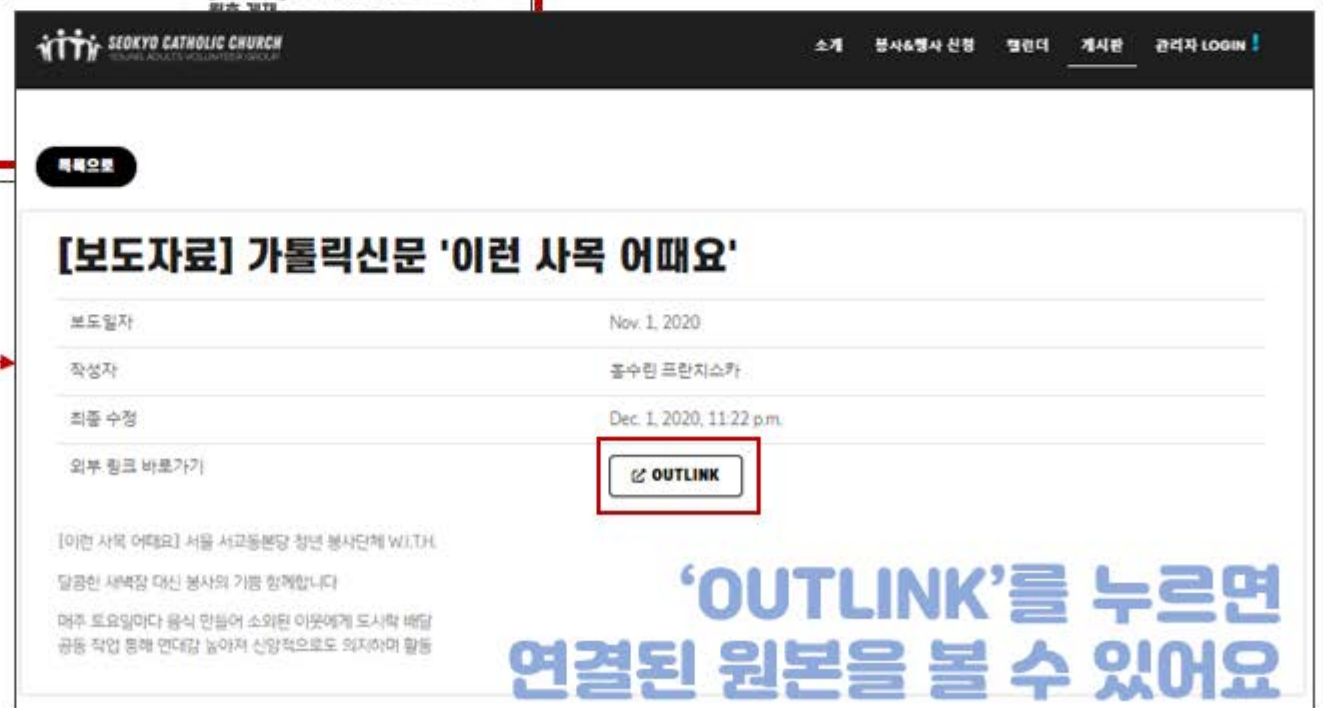 SEOKYO CATHOLIC CHURCH
YOUNG ADULTS VOLUNTEER GROUP
소개 봉사&행사 신청 캘린더 게시판 관리자 LOGIN !
목록으로
[보도자료] 가톨릭신문 '이런 사목 어때요'
보도일자 Nov. 1, 2020
작성자 홍수린 프란치스카
최종 수정 Dec. 1, 2020, 11:22 p.m.
외부 링크 바로가기 OUTLINK
[이런 사목 어때요] 서울 서교동본당 청년 봉사단체 W.I.T.H.
달콤한 새벽잠 대신 봉사의 기쁨 함께합니다
매주 토요일마다 음식 만들어 소외된 이웃에게 도시락 배달
공동 작업 통해 연대감 높아져 신앙적으로도 의지하며 활동
‘OUTLINK’를 누르면
연결된 원본을 볼 수 있어요